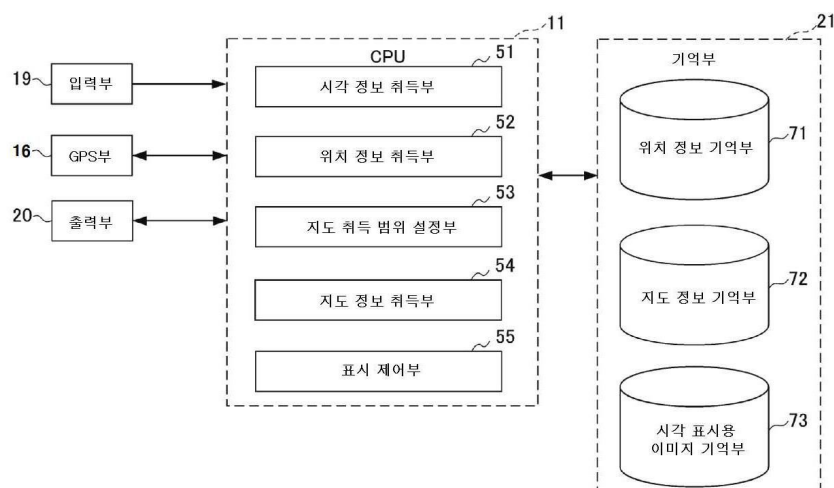 11
21
CPU
기억부
19
입력부
51
시각 정보 취득부
16
GPS부
52
위치 정보 취득부
위치 정보 기억부
71
20
출력부
53
지도 취득 범위 설정부
54
지도 정보 취득부
지도 정보 기억부
72
55
표시 제어부
시각 표시용
이미지 기억부
73